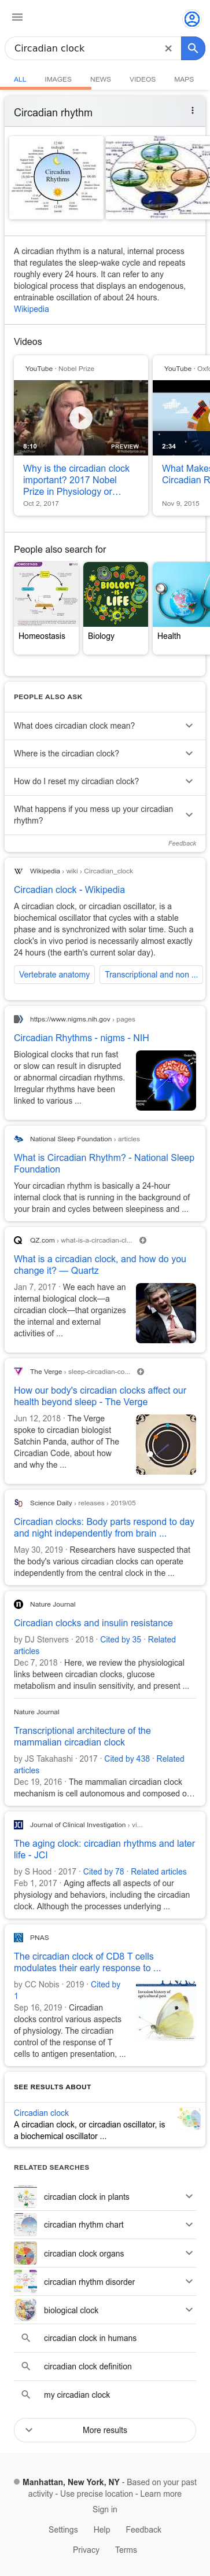 Circadian clock
ALL IMAGES NEWS VIDEOS MAPS
Circadian rhythm
Circadian
Rhythms
A circadian rhythm is a natural, internal process
that regulates the sleep-wake cycle and repeats
roughly every 24 hours. It can refer to any
biological process that displays an endogenous,
entrainable oscillation of about 24 hours.
Wikipedia
Videos
YouTube · Nobel Prize
8:10
PREVIEW
Why is the circadian clock
important? 2017 Nobel
Prize in Physiology or…
Oct 2, 2017
YouTube · Oxfo
2:34
What Make
Circadian R
Nov 9, 2015
People also search for
BIOLOGY
IS
LIFE
Homeostasis
Biology
Health
PEOPLE ALSO ASK
What does circadian clock mean?
Where is the circadian clock?
How do I reset my circadian clock?
What happens if you mess up your circadian
rhythm?
Feedback
Wikipedia › wiki › Circadian_clock
Circadian clock - Wikipedia
A circadian clock, or circadian oscillator, is a
biochemical oscillator that cycles with a stable
phase and is synchronized with solar time. Such a
clock's in vivo period is necessarily almost exactly
24 hours (the earth's current solar day).
Vertebrate anatomy
Transcriptional and non ...
https://www.nigms.nih.gov › pages
Circadian Rhythms - nigms - NIH
Biological clocks that run fast
or slow can result in disrupted
or abnormal circadian rhythms.
Irregular rhythms have been
linked to various ...
National Sleep Foundation › articles
What is Circadian Rhythm? - National Sleep
Foundation
Your circadian rhythm is basically a 24-hour
internal clock that is running in the background of
your brain and cycles between sleepiness and ...
QZ.com › what-is-a-circadian-cl...
What is a circadian clock, and how do you
change it? — Quartz
Jan 7, 2017 · We each have an
internal biological clock—a
circadian clock—that organizes
the internal and external
activities of ...
The Verge › sleep-circadian-co...
How our body's circadian clocks affect our
health beyond sleep - The Verge
Jun 12, 2018 · The Verge
spoke to circadian biologist
Satchin Panda, author of The
Circadian Code, about how
and why the ...
Science Daily › releases › 2019/05
Circadian clocks: Body parts respond to day
and night independently from brain ...
May 30, 2019 · Researchers have suspected that
the body's various circadian clocks can operate
independently from the central clock in the ...
Nature Journal
Circadian clocks and insulin resistance
by DJ Stenvers · 2018 · Cited by 35 · Related
articles
Dec 7, 2018 · Here, we review the physiological
links between circadian clocks, glucose
metabolism and insulin sensitivity, and present ...
Nature Journal
Transcriptional architecture of the
mammalian circadian clock
by JS Takahashi · 2017 · Cited by 438 · Related
articles
Dec 19, 2016 · The mammalian circadian clock
mechanism is cell autonomous and composed o...
Journal of Clinical Investigation › vi...
The aging clock: circadian rhythms and later
life - JCI
by S Hood · 2017 · Cited by 78 · Related articles
Feb 1, 2017 · Aging affects all aspects of our
physiology and behaviors, including the circadian
clock. Although the processes underlying ...
PNAS
The circadian clock of CD8 T cells
modulates their early response to ...
by CC Nobis · 2019 · Cited by
1
Sep 16, 2019 · Circadian
clocks control various aspects
of physiology. The circadian
control of the response of T
cells to antigen presentation, ...
SEE RESULTS ABOUT
Circadian clock
A circadian clock, or circadian oscillator, is
a biochemical oscillator ...
RELATED SEARCHES
circadian clock in plants
circadian rhythm chart
circadian clock organs
circadian rhythm disorder
biological clock
circadian clock in humans
circadian clock definition
my circadian clock
More results
Manhattan, New York, NY - Based on your past
activity - Use precise location - Learn more
Sign in
Settings Help Feedback
Privacy Terms